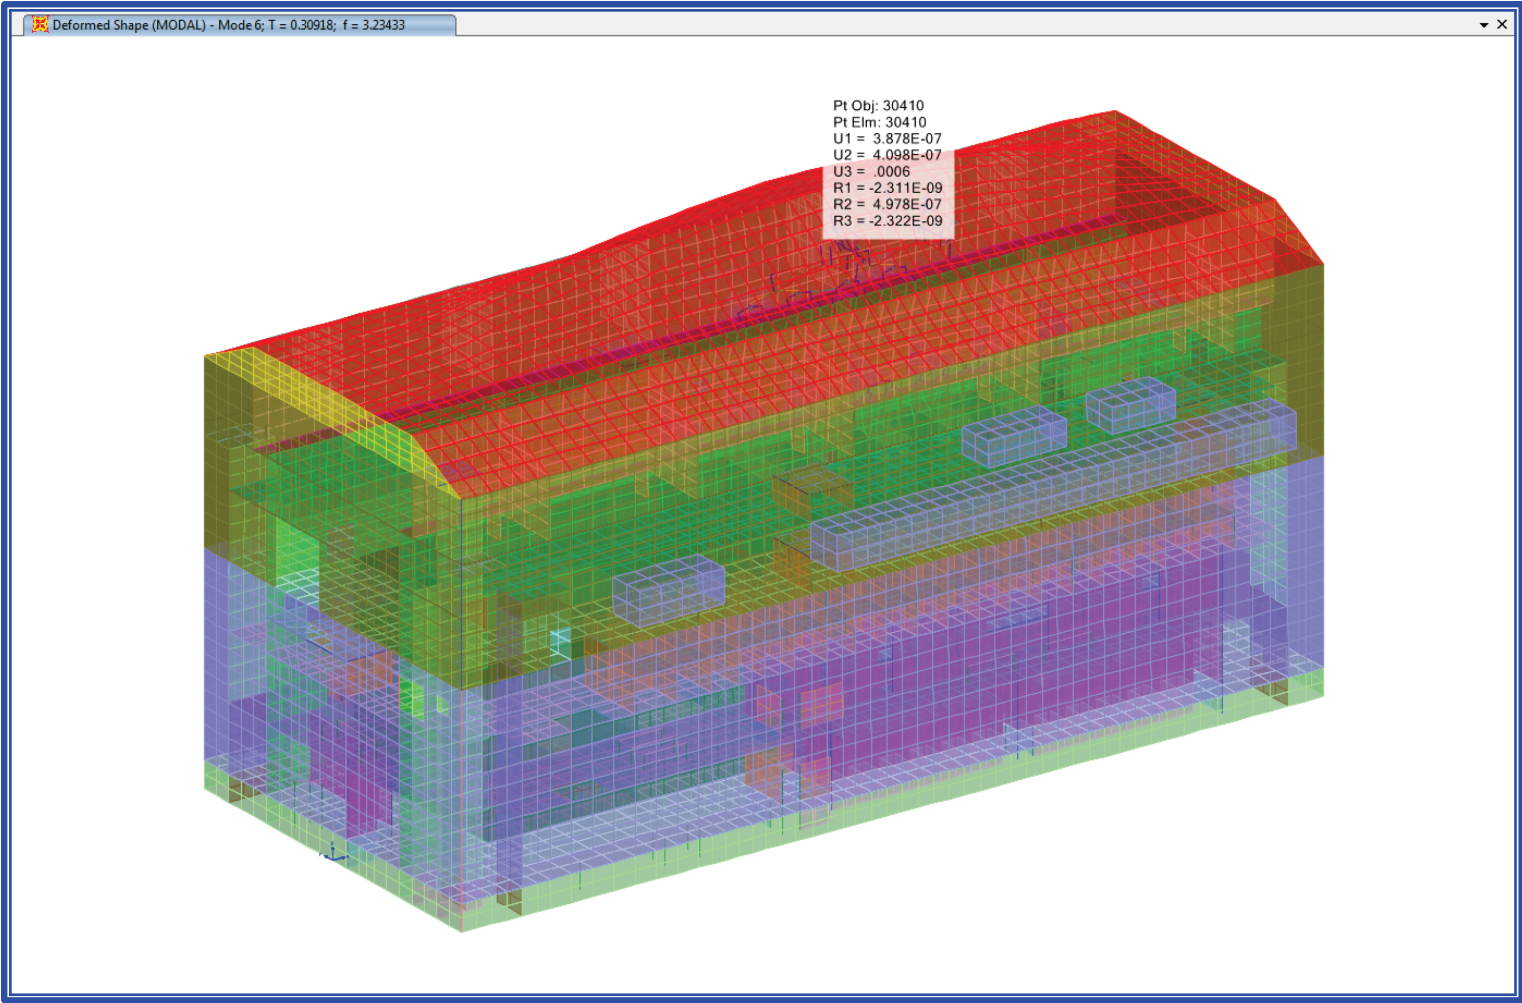 Deformed Shape (MODAL) - Mode 6; T = 0.30918; f = 3.23433
Pt Obj: 30410
Pt Elm: 30410
U1 = 3.878E-07
U2 = 4.098E-07
U3 = .0006
R1 = -2.311E-09
R2 = 4.978E-07
R3 = -2.322E-09